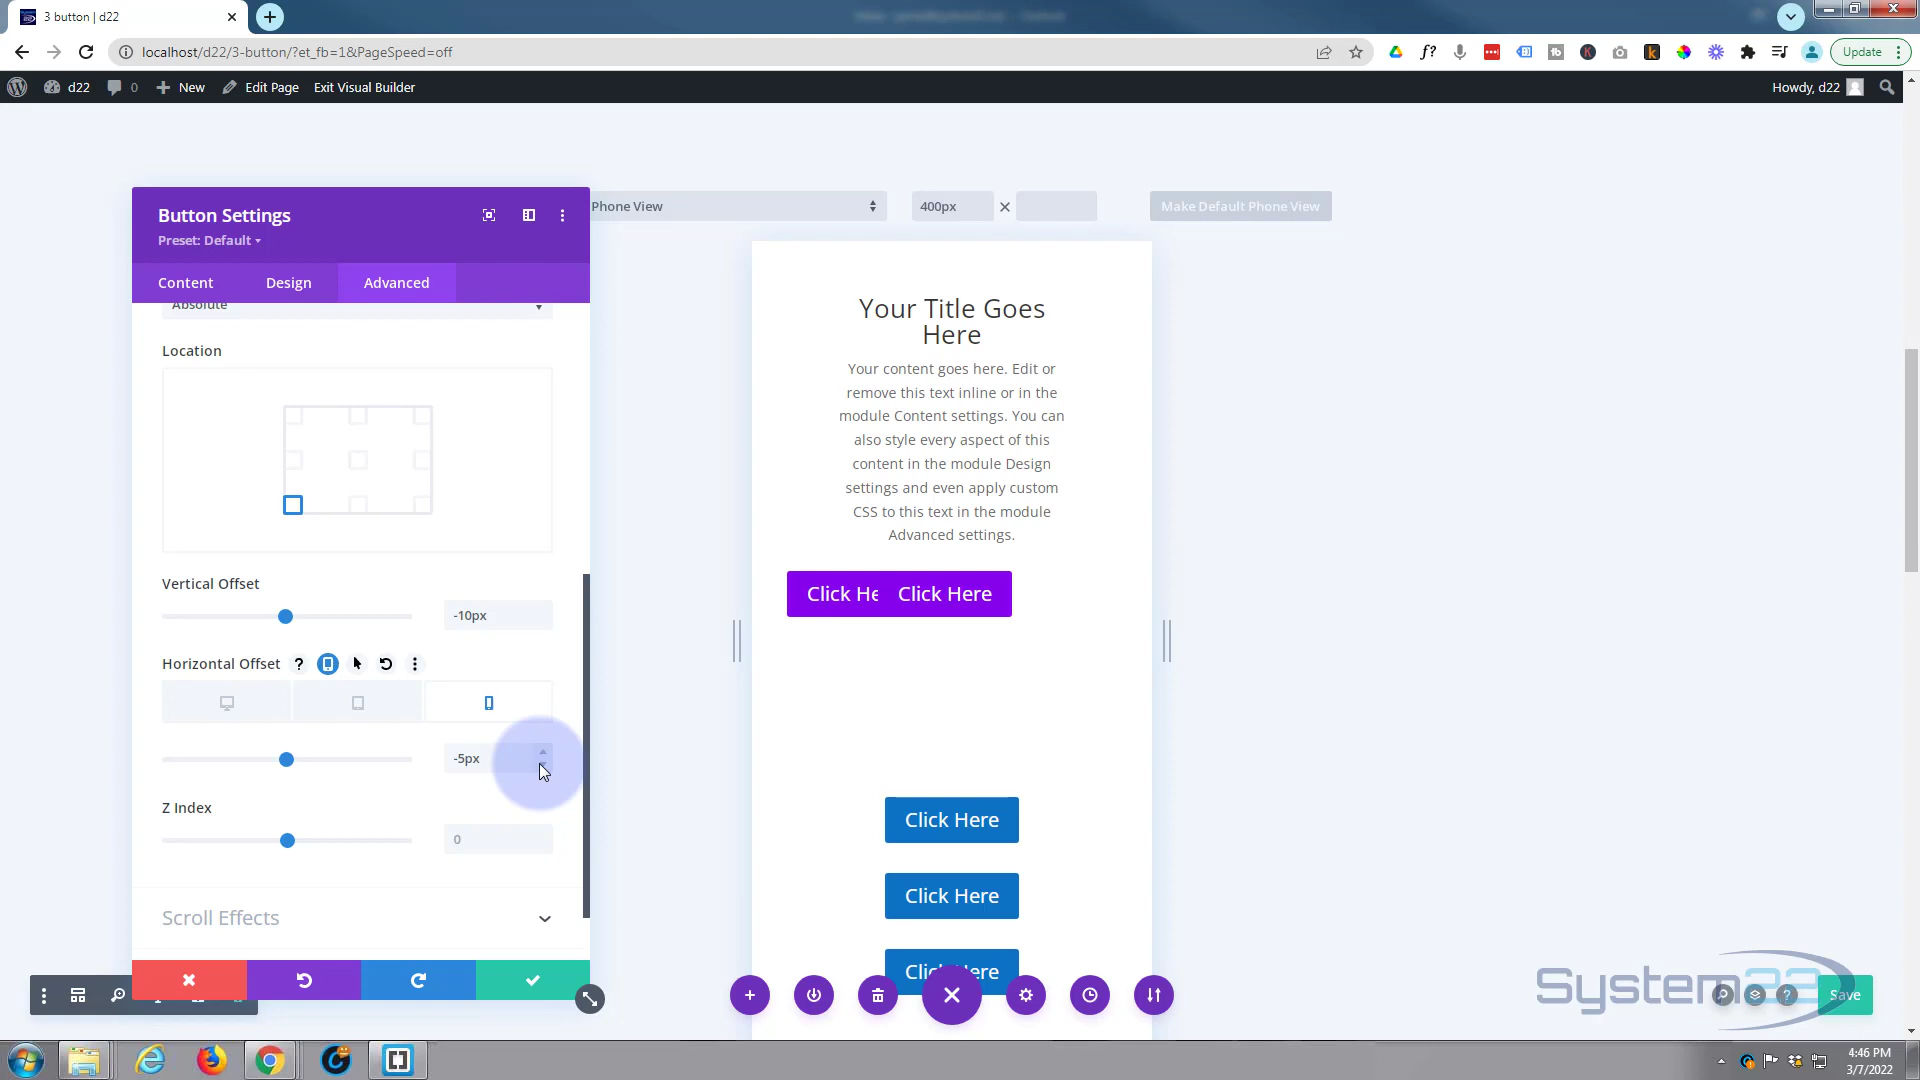 3 button | d22
localhost/d22/3-button/?et_fb=1&PageSpeed=off
Update
d22
0
New
Edit Page
Exit Visual Builder
Howdy, d22
Button Settings
Preset: Default
Phone View
400px
Make Default Phone View
Content
Design
Advanced
Absolute
Location
Vertical Offset
-10px
Horizontal Offset
-5px
Z Index
0
Scroll Effects
Your Title Goes
Here
Your content goes here. Edit or
remove this text inline or in the
module Content settings. You can
also style every aspect of this
content in the module Design
settings and even apply custom
CSS to this text in the module
Advanced settings.
Click He
Click Here
Click Here
Click Here
System22
Save
4:46 PM
3/7/2022